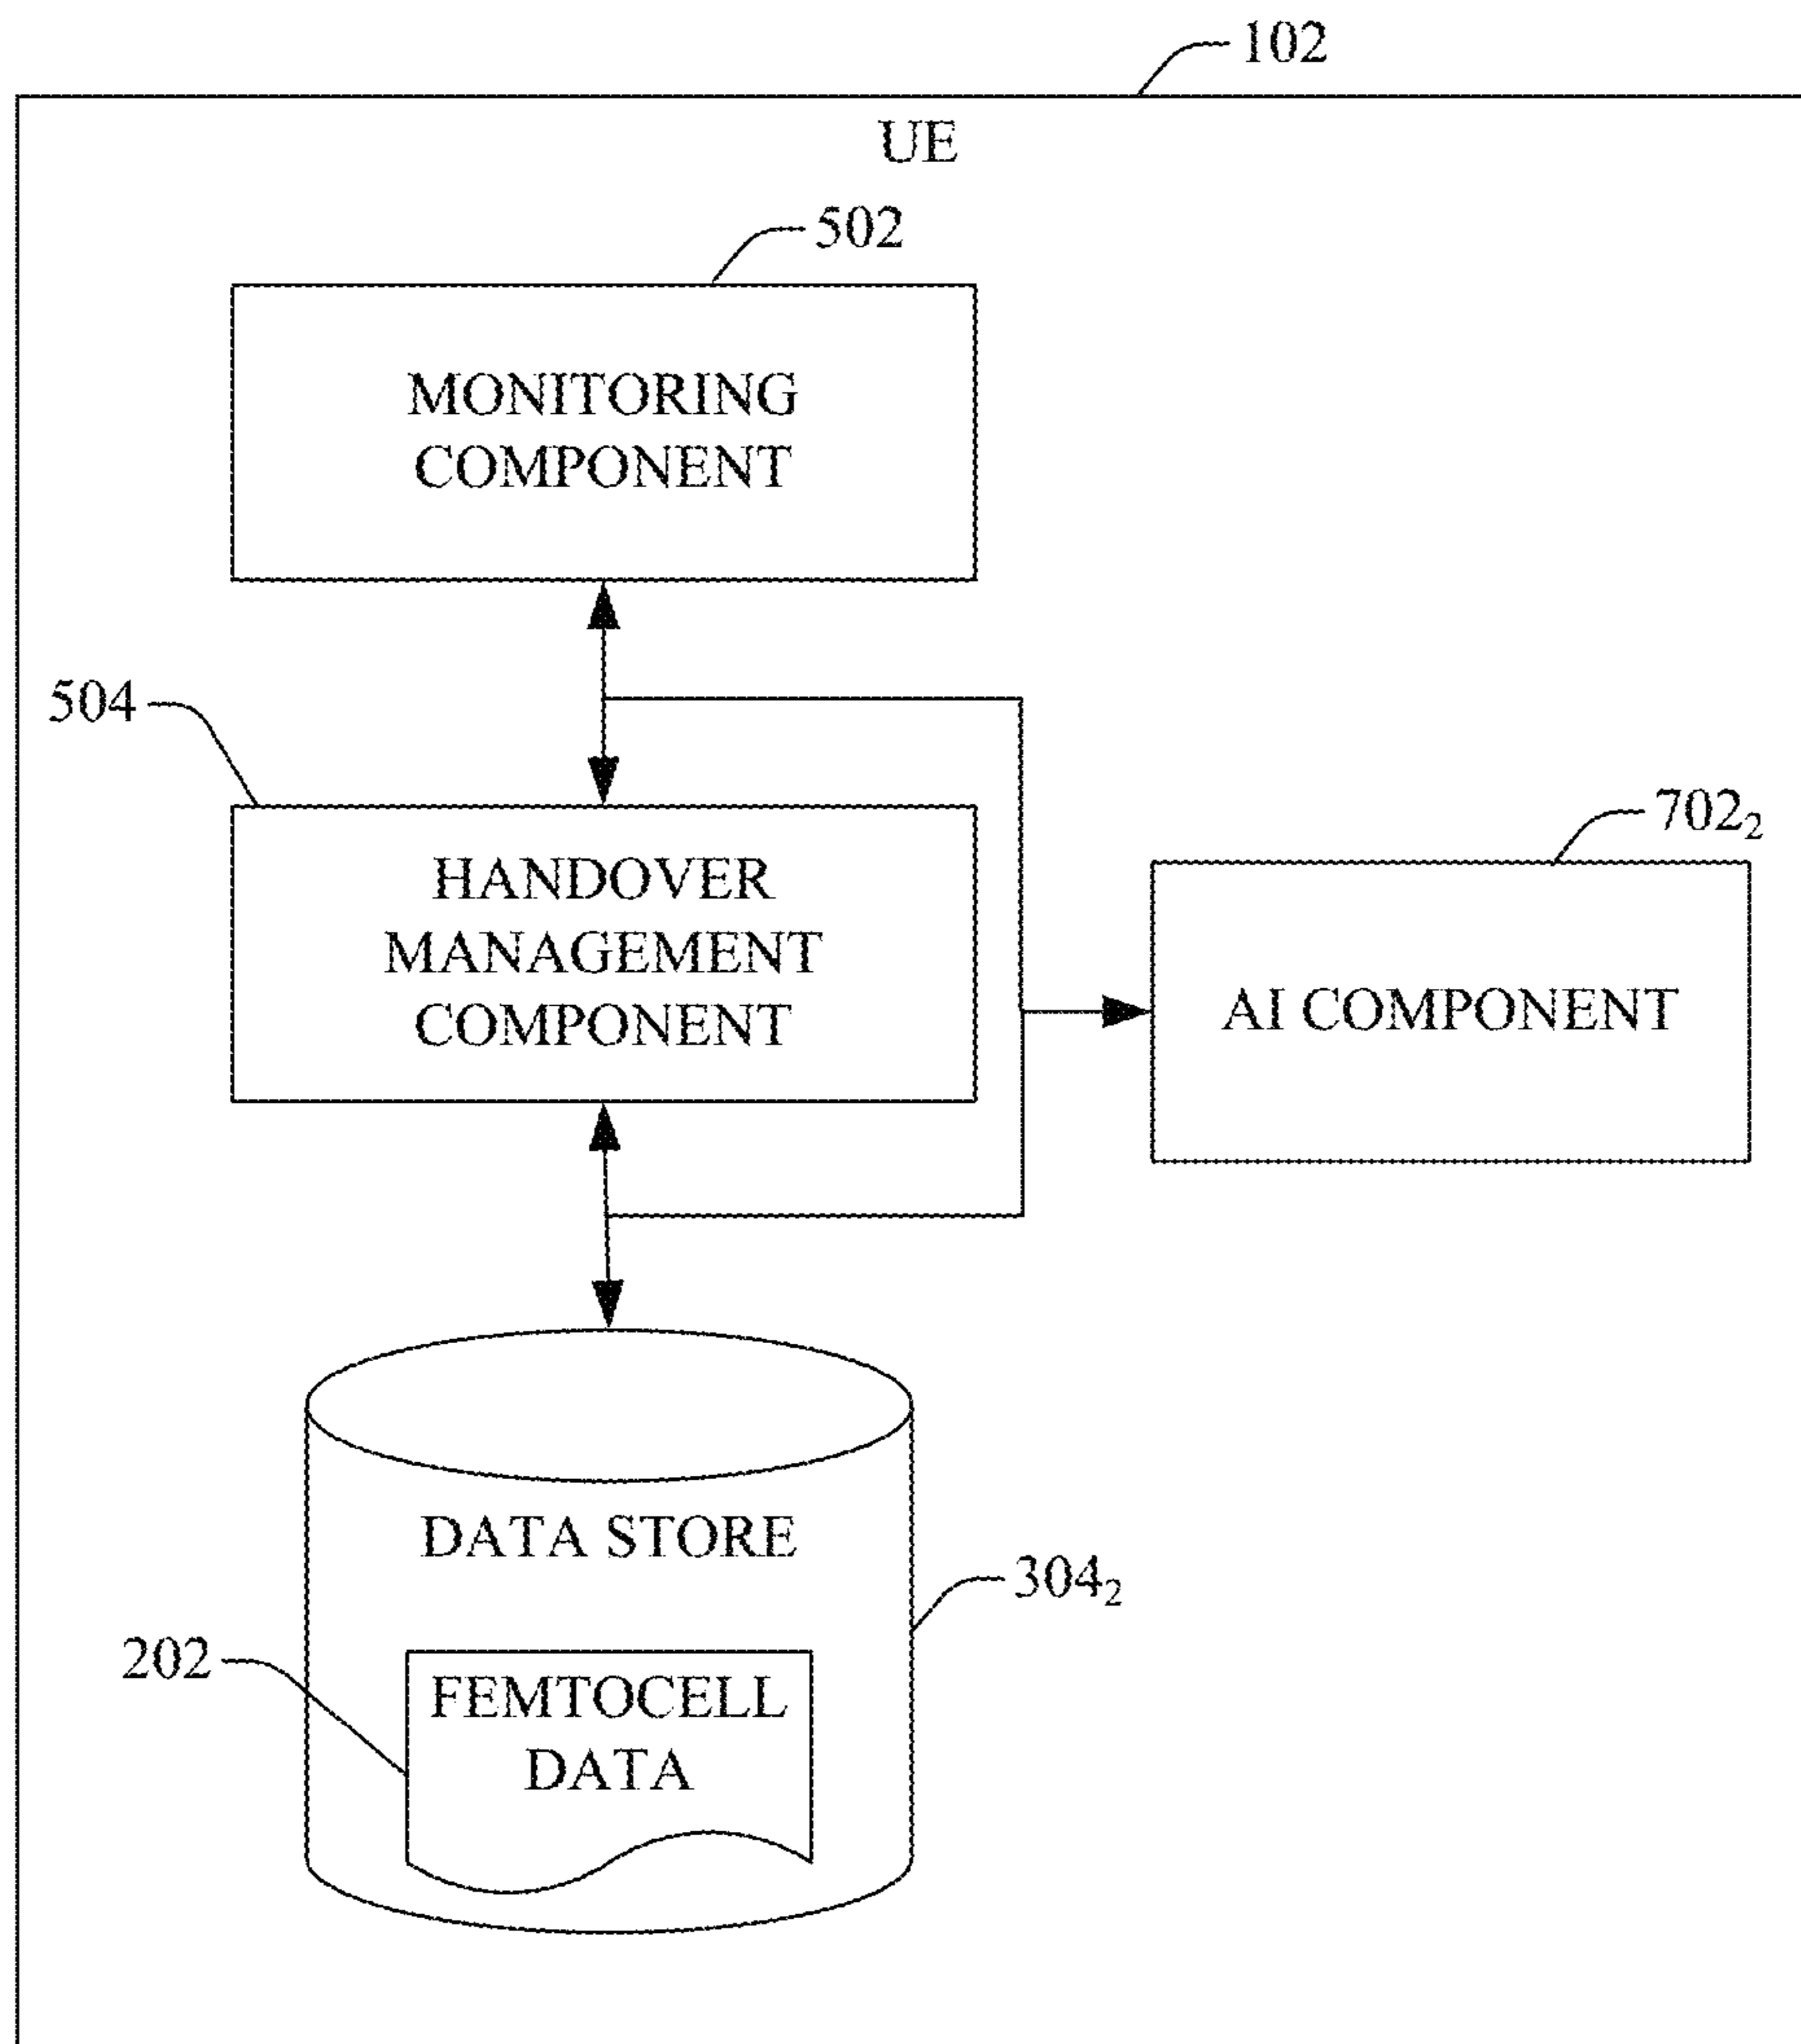 102
UE
502
MONITORING
COMPONENT
504
HANDOVER
MANAGEMENT
COMPONENT
702₂
AI COMPONENT
DATA STORE
304₂
202
FEMTOCELL
DATA